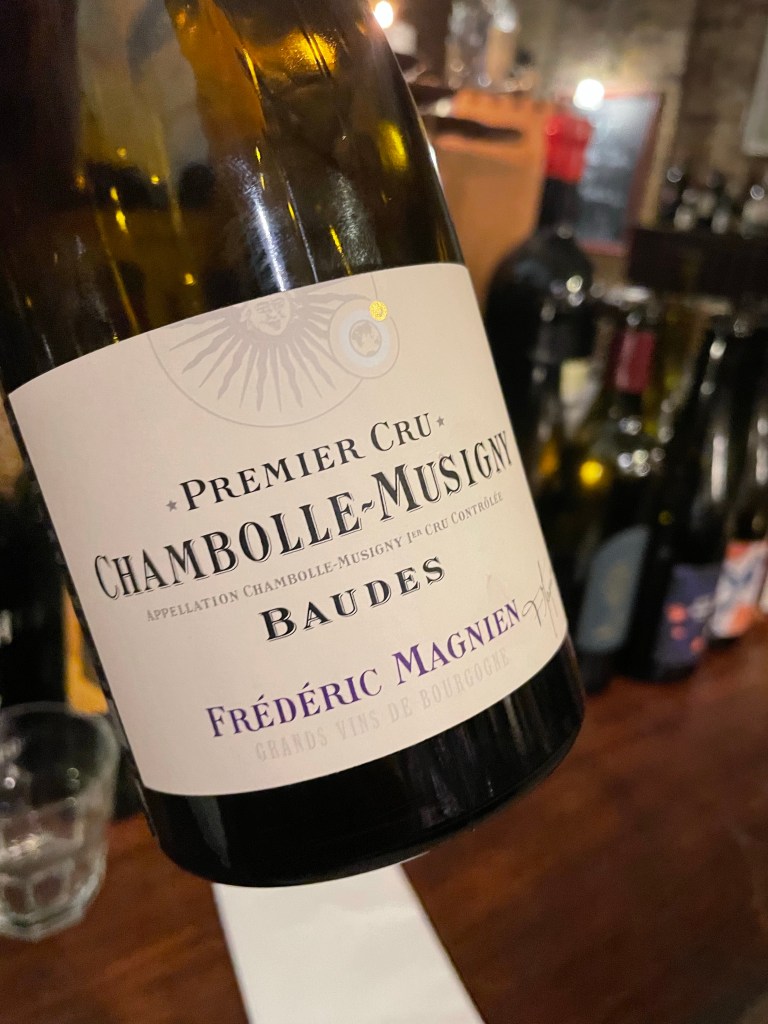 Premier Cru
Chambolle-Musigny
Appellation Chambolle-Musigny 1er Cru Contrôlée
Baudes
Frédéric Magnien
Grands Vins de Bourgogne